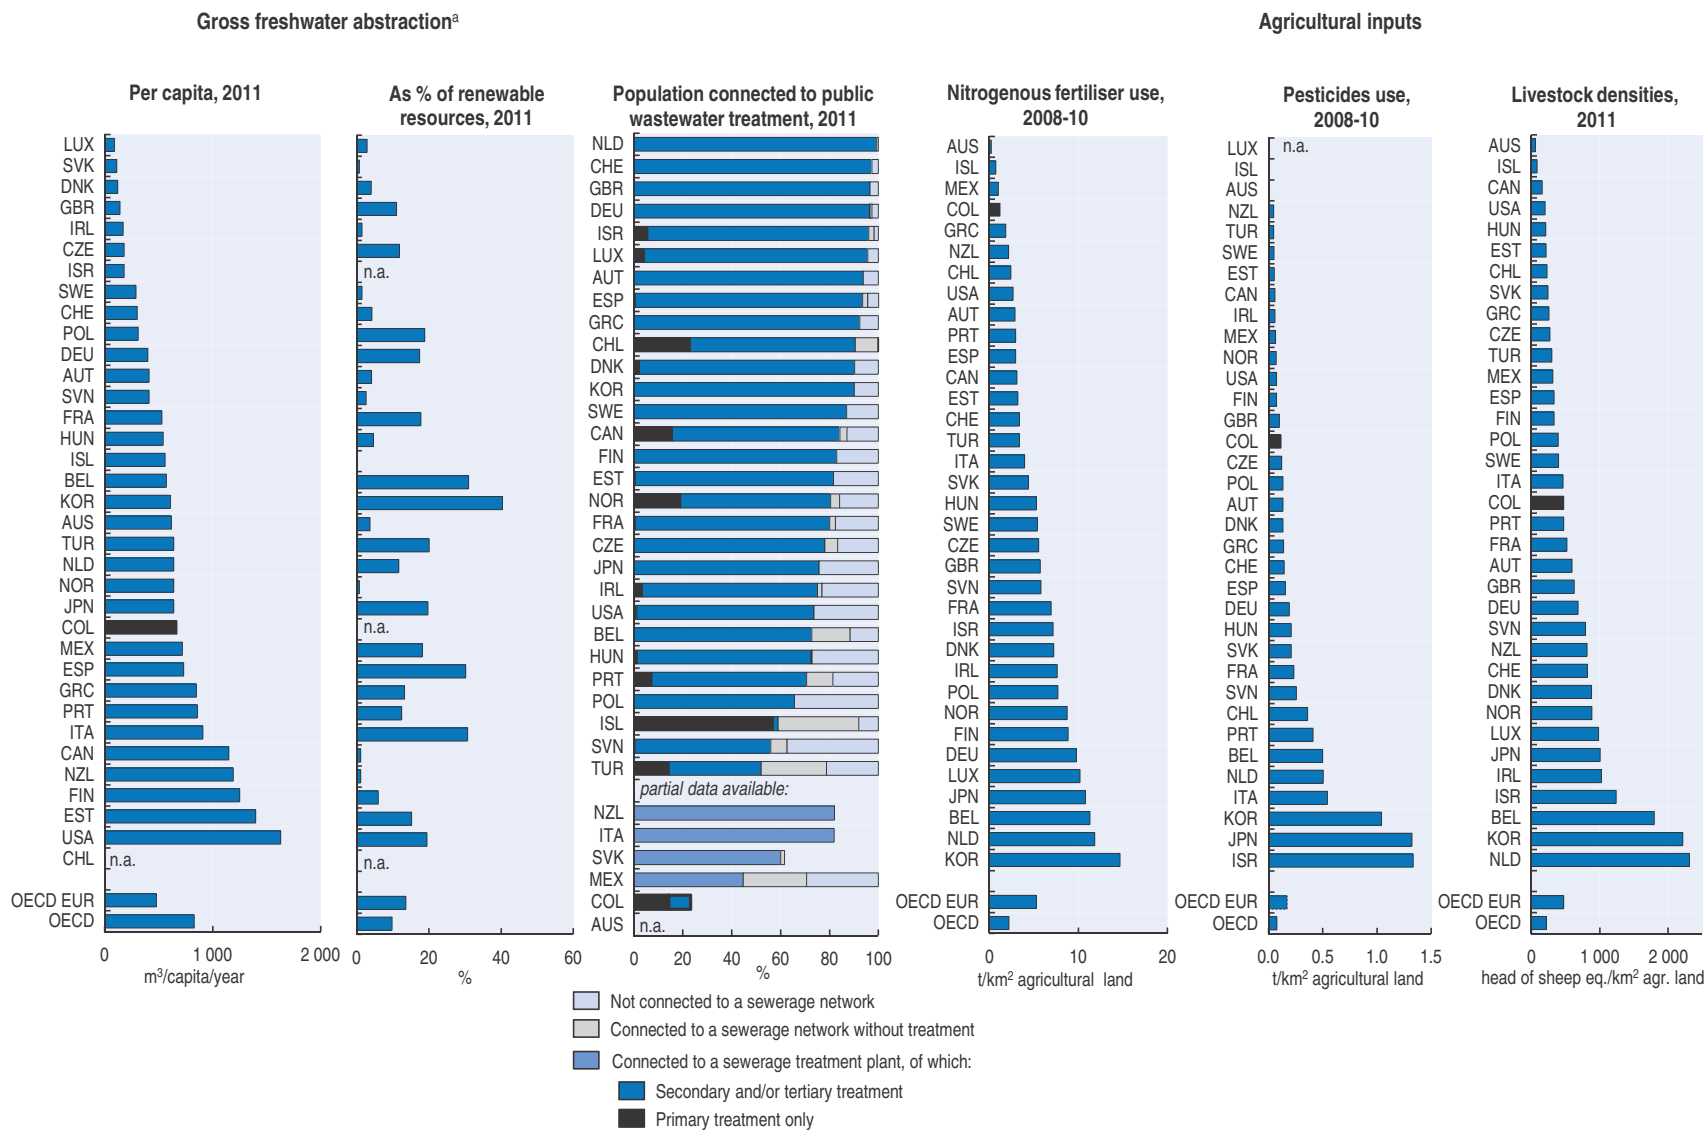 Gross freshwater abstractionᵃ
Agricultural inputs
Per capita, 2011
As % of renewable
resources, 2011
Population connected to public
wastewater treatment, 2011
Nitrogenous fertiliser use,
2008-10
Pesticides use,
2008-10
Livestock densities,
2011
LUX
SVK
DNK
GBR
IRL
CZE
ISR
SWE
CHE
POL
DEU
AUT
SVN
FRA
HUN
ISL
BEL
KOR
AUS
TUR
NLD
NOR
JPN
COL
MEX
ESP
GRC
PRT
ITA
CAN
NZL
FIN
EST
USA
CHL n.a.
OECD EUR
OECD
0 1 000 2 000
m³/capita/year
n.a.
n.a.
n.a.
0 20 40 60
%
NLD
CHE
GBR
DEU
ISR
LUX
AUT
ESP
GRC
CHL
DNK
KOR
SWE
CAN
FIN
EST
NOR
FRA
CZE
JPN
IRL
USA
BEL
HUN
PRT
POL
ISL
SVN
TUR
partial data available:
NZL
ITA
SVK
MEX
COL
AUS n.a.
0 20 40 60 80 100
%
AUS
ISL
MEX
COL
GRC
NZL
CHL
USA
AUT
PRT
ESP
CAN
EST
CHE
TUR
ITA
SVK
HUN
SWE
CZE
GBR
SVN
FRA
ISR
DNK
IRL
POL
NOR
FIN
DEU
LUX
JPN
BEL
NLD
KOR
OECD EUR
OECD
0 10 20
t/km² agricultural land
LUX n.a.
ISL
AUS
NZL
TUR
SWE
EST
CAN
IRL
MEX
NOR
USA
FIN
GBR
COL
CZE
POL
AUT
DNK
GRC
CHE
ESP
DEU
HUN
SVK
FRA
SVN
CHL
PRT
BEL
NLD
ITA
KOR
JPN
ISR
OECD EUR
OECD
0.0 0.5 1.0 1.5
t/km² agricultural land
AUS
ISL
CAN
USA
HUN
EST
CHL
SVK
GRC
CZE
TUR
MEX
ESP
FIN
POL
SWE
ITA
COL
PRT
FRA
AUT
GBR
DEU
SVN
NZL
CHE
DNK
NOR
LUX
JPN
IRL
ISR
BEL
KOR
NLD
OECD EUR
OECD
0 1 000 2 000
head of sheep eq./km² agr. land
Not connected to a sewerage network
Connected to a sewerage network without treatment
Connected to a sewerage treatment plant, of which:
Secondary and/or tertiary treatment
Primary treatment only